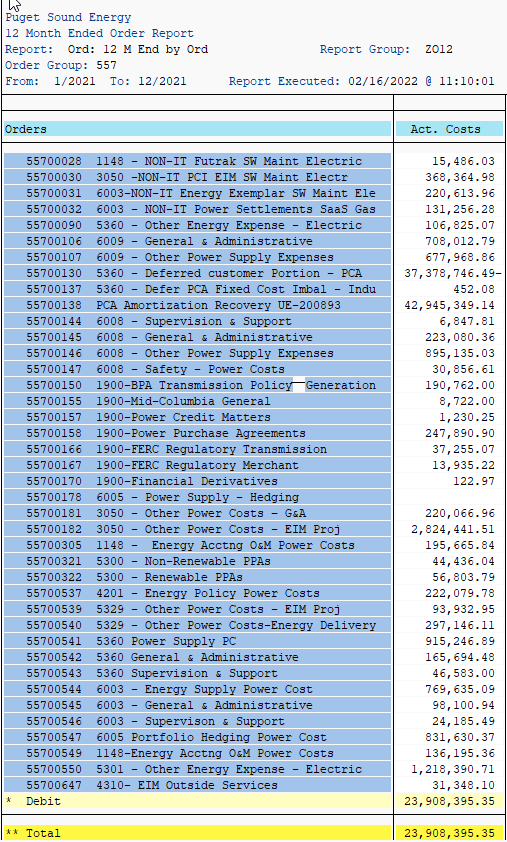 Puget Sound Energy
12 Month Ended Order Report
Report: Ord: 12 M End by Ord Report Group: ZO12
Order Group: 557
From: 1/2021 To: 12/2021 Report Executed: 02/16/2022 @ 11:10:01
Orders Act. Costs
55700028 1148 - NON-IT Futrak SW Maint Electric 15,486.03
55700030 3050 -NON-IT PCI EIM SW Maint Electr 368,364.98
55700031 6003-NON-IT Energy Exemplar SW Maint Ele 220,613.96
55700032 6003 - NON-IT Power Settlements SaaS Gas 131,256.28
55700090 5360 - Other Energy Expense - Electric 106,825.07
55700106 6009 - General & Administrative 708,012.79
55700107 6009 - Other Power Supply Expenses 677,968.86
55700130 5360 - Deferred customer Portion - PCA 37,378,746.49-
55700137 5360 - Defer PCA Fixed Cost Imbal - Indu 452.08
55700138 PCA Amortization Recovery UE-200893 42,945,349.14
55700144 6008 - Supervision & Support 6,847.81
55700145 6008 - General & Administrative 223,080.36
55700146 6008 - Other Power Supply Expenses 895,135.03
55700147 6008 - Safety - Power Costs 30,856.61
55700150 1900-BPA Transmission Policy Generation 190,762.00
55700155 1900-Mid-Columbia General 8,722.00
55700157 1900-Power Credit Matters 1,230.25
55700158 1900-Power Purchase Agreements 247,890.90
55700166 1900-FERC Regulatory Transmission 37,255.07
55700167 1900-FERC Regulatory Merchant 13,935.22
55700170 1900-Financial Derivatives 122.97
55700178 6005 - Power Supply - Hedging
55700181 3050 - Other Power Costs - G&A 220,066.96
55700182 3050 - Other Power Costs - EIM Proj 2,824,441.51
55700305 1148 - Energy Acctng O&M Power Costs 195,665.84
55700321 5300 - Non-Renewable PPAs 44,436.04
55700322 5300 - Renewable PPAs 56,803.79
55700537 4201 - Energy Policy Power Costs 222,079.78
55700539 5329 - Other Power Costs - EIM Proj 93,932.95
55700540 5329 - Other Power Costs-Energy Delivery 297,146.11
55700541 5360 Power Supply PC 915,246.89
55700542 5360 General & Administrative 165,694.48
55700543 5360 Supervision & Support 46,583.00
55700544 6003 - Energy Supply Power Cost 769,635.09
55700545 6003 - General & Administrative 98,100.94
55700546 6003 - Supervison & Support 24,185.49
55700547 6005 Portfolio Hedging Power Cost 831,630.37
55700549 1148-Energy Acctng O&M Power Costs 136,195.36
55700550 5301 - Other Energy Expense - Electric 1,218,390.71
55700647 4310- EIM Outside Services 31,348.10
* Debit 23,908,395.35
** Total 23,908,395.35